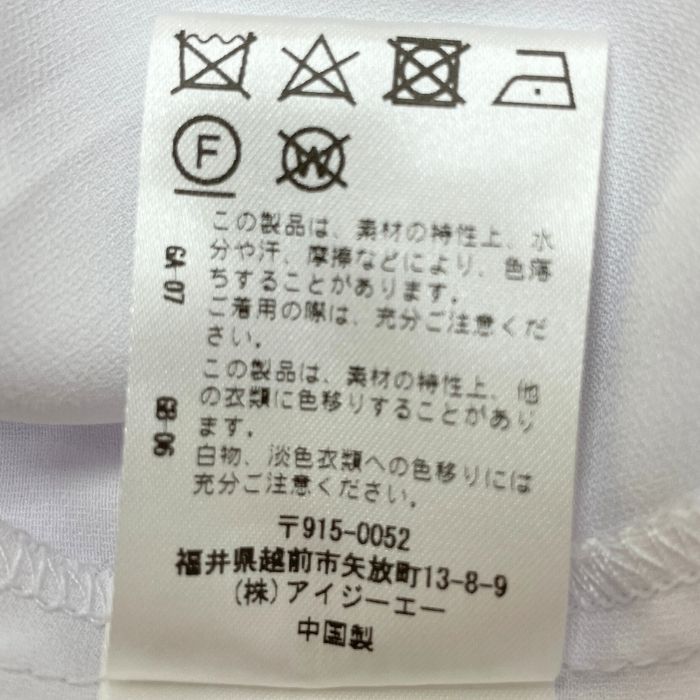 F W
この製品は、素材の特性上、水
分や汗、摩擦などにより、色落
ちすることがあります。
ご着用の際は、充分ご注意くだ
さい。
GA-07
この製品は、素材の特性上、他
の衣類に色移りすることがあり
ます。
白物、淡色衣類への色移りには
充分ご注意ください。
GB-06
〒915-0052
福井県越前市矢放町13-8-9
(株)アイジーエー
中国製